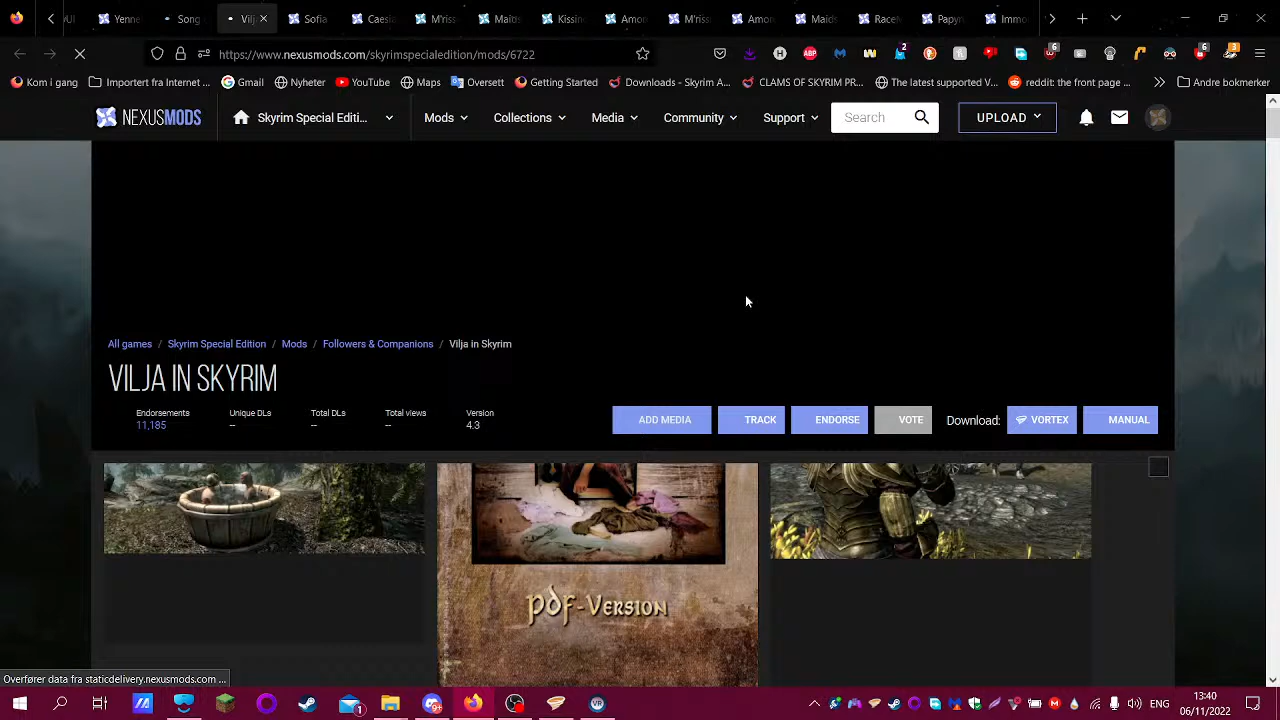 Yenne
Song
Vilj
Sofia
Caesi
M'riss
Maids
Kissin
Amon
M'riss
Amor
Maids
Racel
Papyr
Immo
https://www.nexusmods.com/skyrimspecialedition/mods/6722
Kom i gang
Importert fra Internet ...
Gmail
Nyheter
YouTube
Maps
Oversett
Getting Started
Downloads - Skyrim A...
CLAMS OF SKYRIM PR...
The latest supported V...
reddit: the front page ...
Andre bokmerker
NEXUSMODS
Skyrim Special Editi...
Mods
Collections
Media
Community
Support
Search
UPLOAD
All games / Skyrim Special Edition / Mods / Followers & Companions / Vilja in Skyrim
VILJA IN SKYRIM
Endorsements
11,185
Unique DLs
--
Total DLs
--
Total views
--
Version
4.3
ADD MEDIA
TRACK
ENDORSE
VOTE
Download:
VORTEX
MANUAL
pdf-Version
Overfører data fra staticdelivery.nexusmods.com ...
13:40
06/11/2022